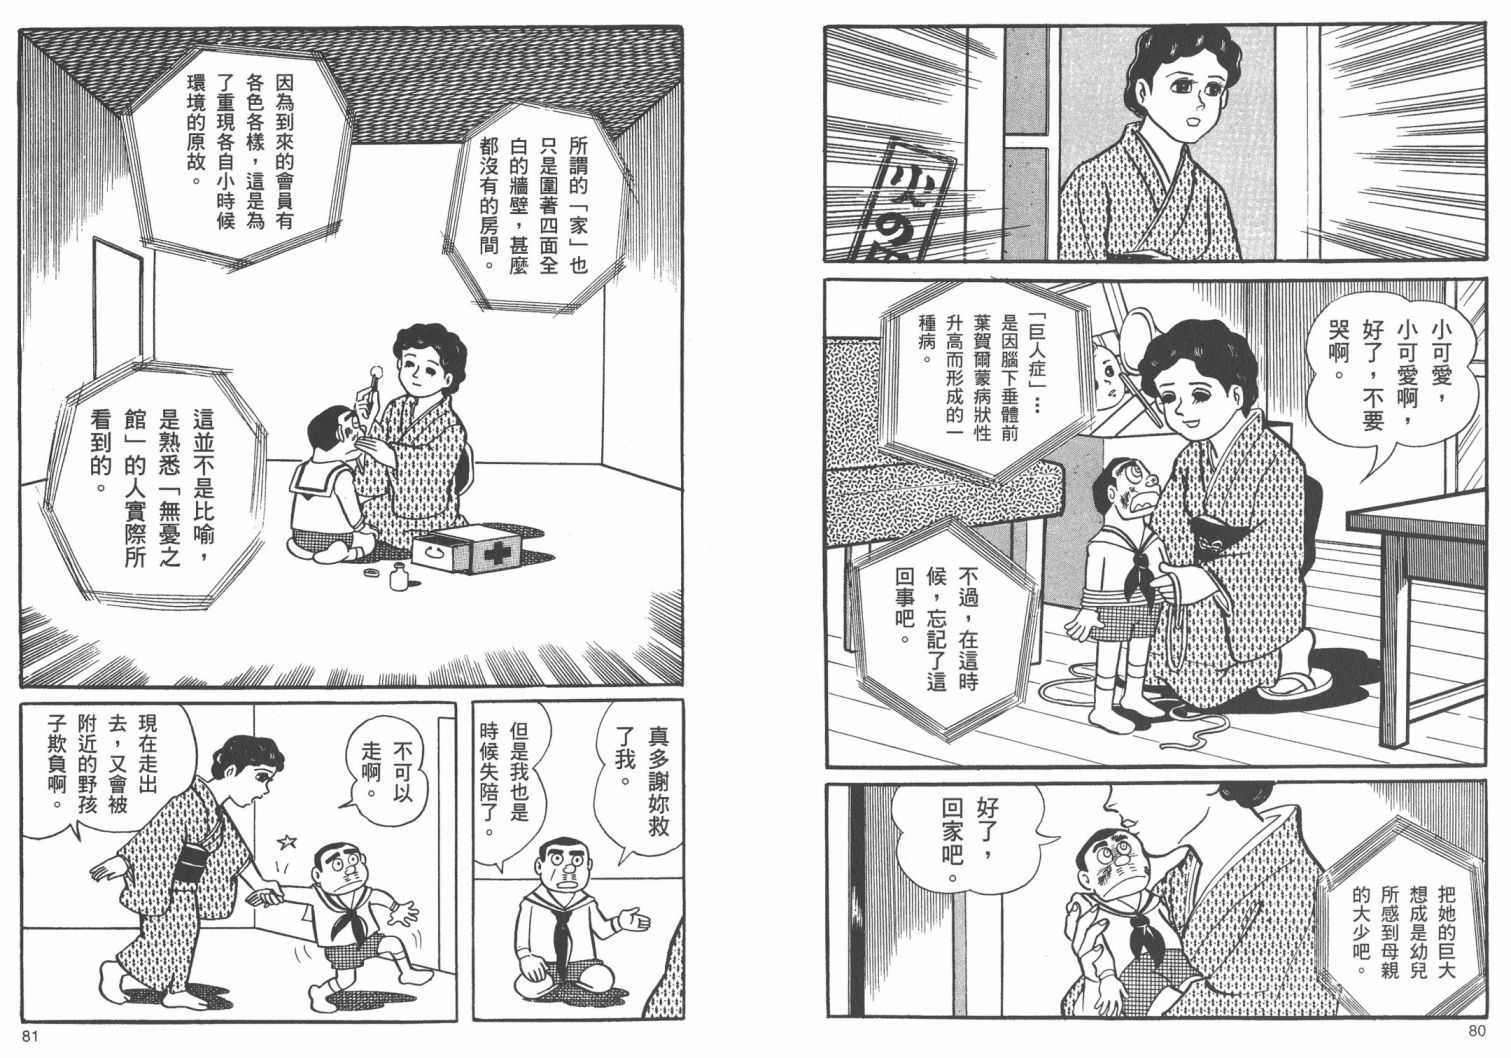 火の用
小可愛，
小可愛啊，
好了，不要
哭啊。
「巨人症」…
是因腦下垂體前
葉賀爾蒙病狀性
升高而形成的一
種病。
不過，在這時
候，忘記了這
回事吧。
把她的巨大
想成是幼兒
所感到母親
的大少吧。
好了，
回家吧。
80
所謂的「家」也
只是圍著四面全
白的牆壁，甚麼
都沒有的房間。
因為到來的會員有
各色各樣，這是為
了重現各自小時候
環境的原故。
這並不是比喻，
是熟悉「無憂之
館」的人實際所
看到的。
真多謝妳救
了我。
但是我也是
時候失陪了。
不可以
走啊。
現在走出
去，又會被
附近的野孩
子欺負啊。
81